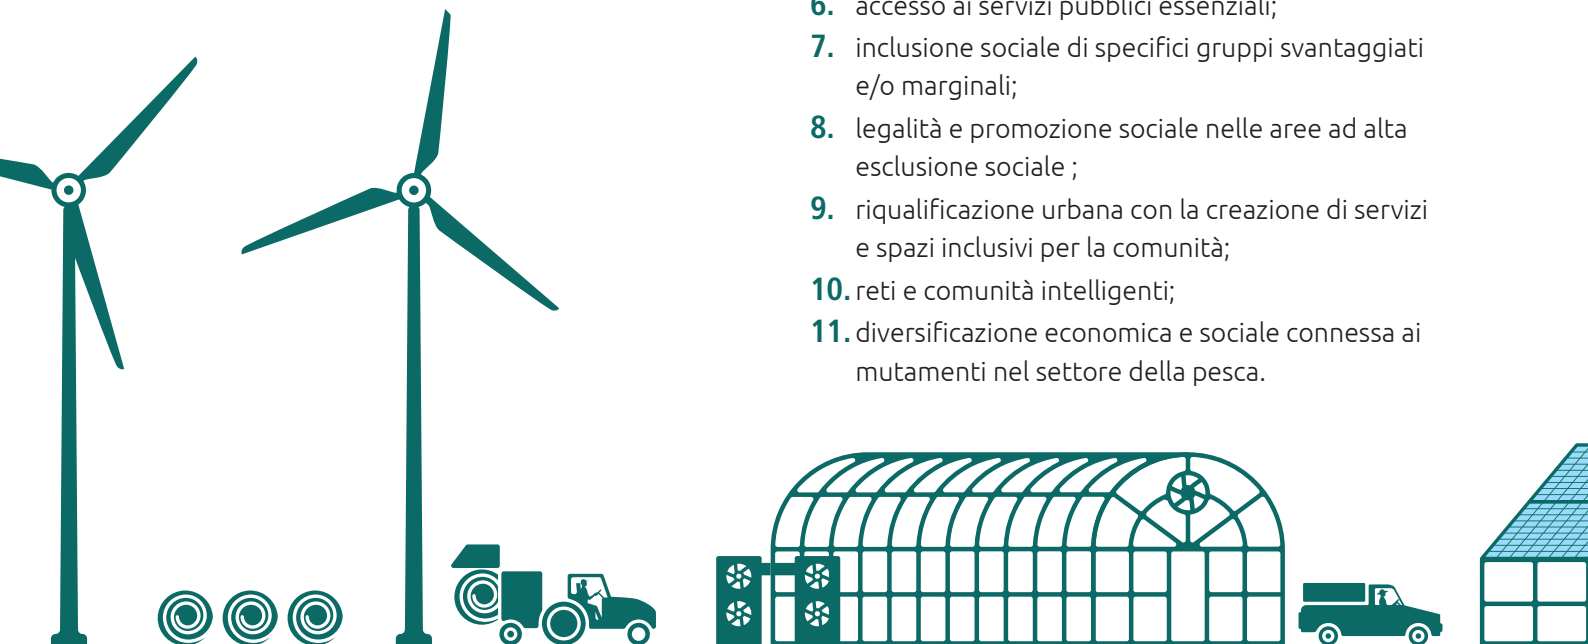 6. accesso ai servizi pubblici essenziali;
7. inclusione sociale di specifici gruppi svantaggiati
e/o marginali;
8. legalità e promozione sociale nelle aree ad alta
esclusione sociale ;
9. riqualificazione urbana con la creazione di servizi
e spazi inclusivi per la comunità;
10. reti e comunità intelligenti;
11. diversificazione economica e sociale connessa ai
mutamenti nel settore della pesca.